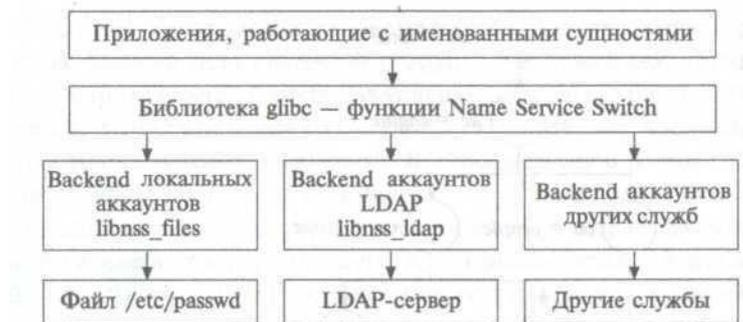 Приложения, работающие с именованными сущностями
Библиотека glibc — функции Name Service Switch
Backend локальных
аккаунтов
libnss_files
Backend аккаунтов
LDAP
libnss_ldap
Backend аккаунтов
других служб
Файл /etc/passwd
LDAP-сервер
Другие службы